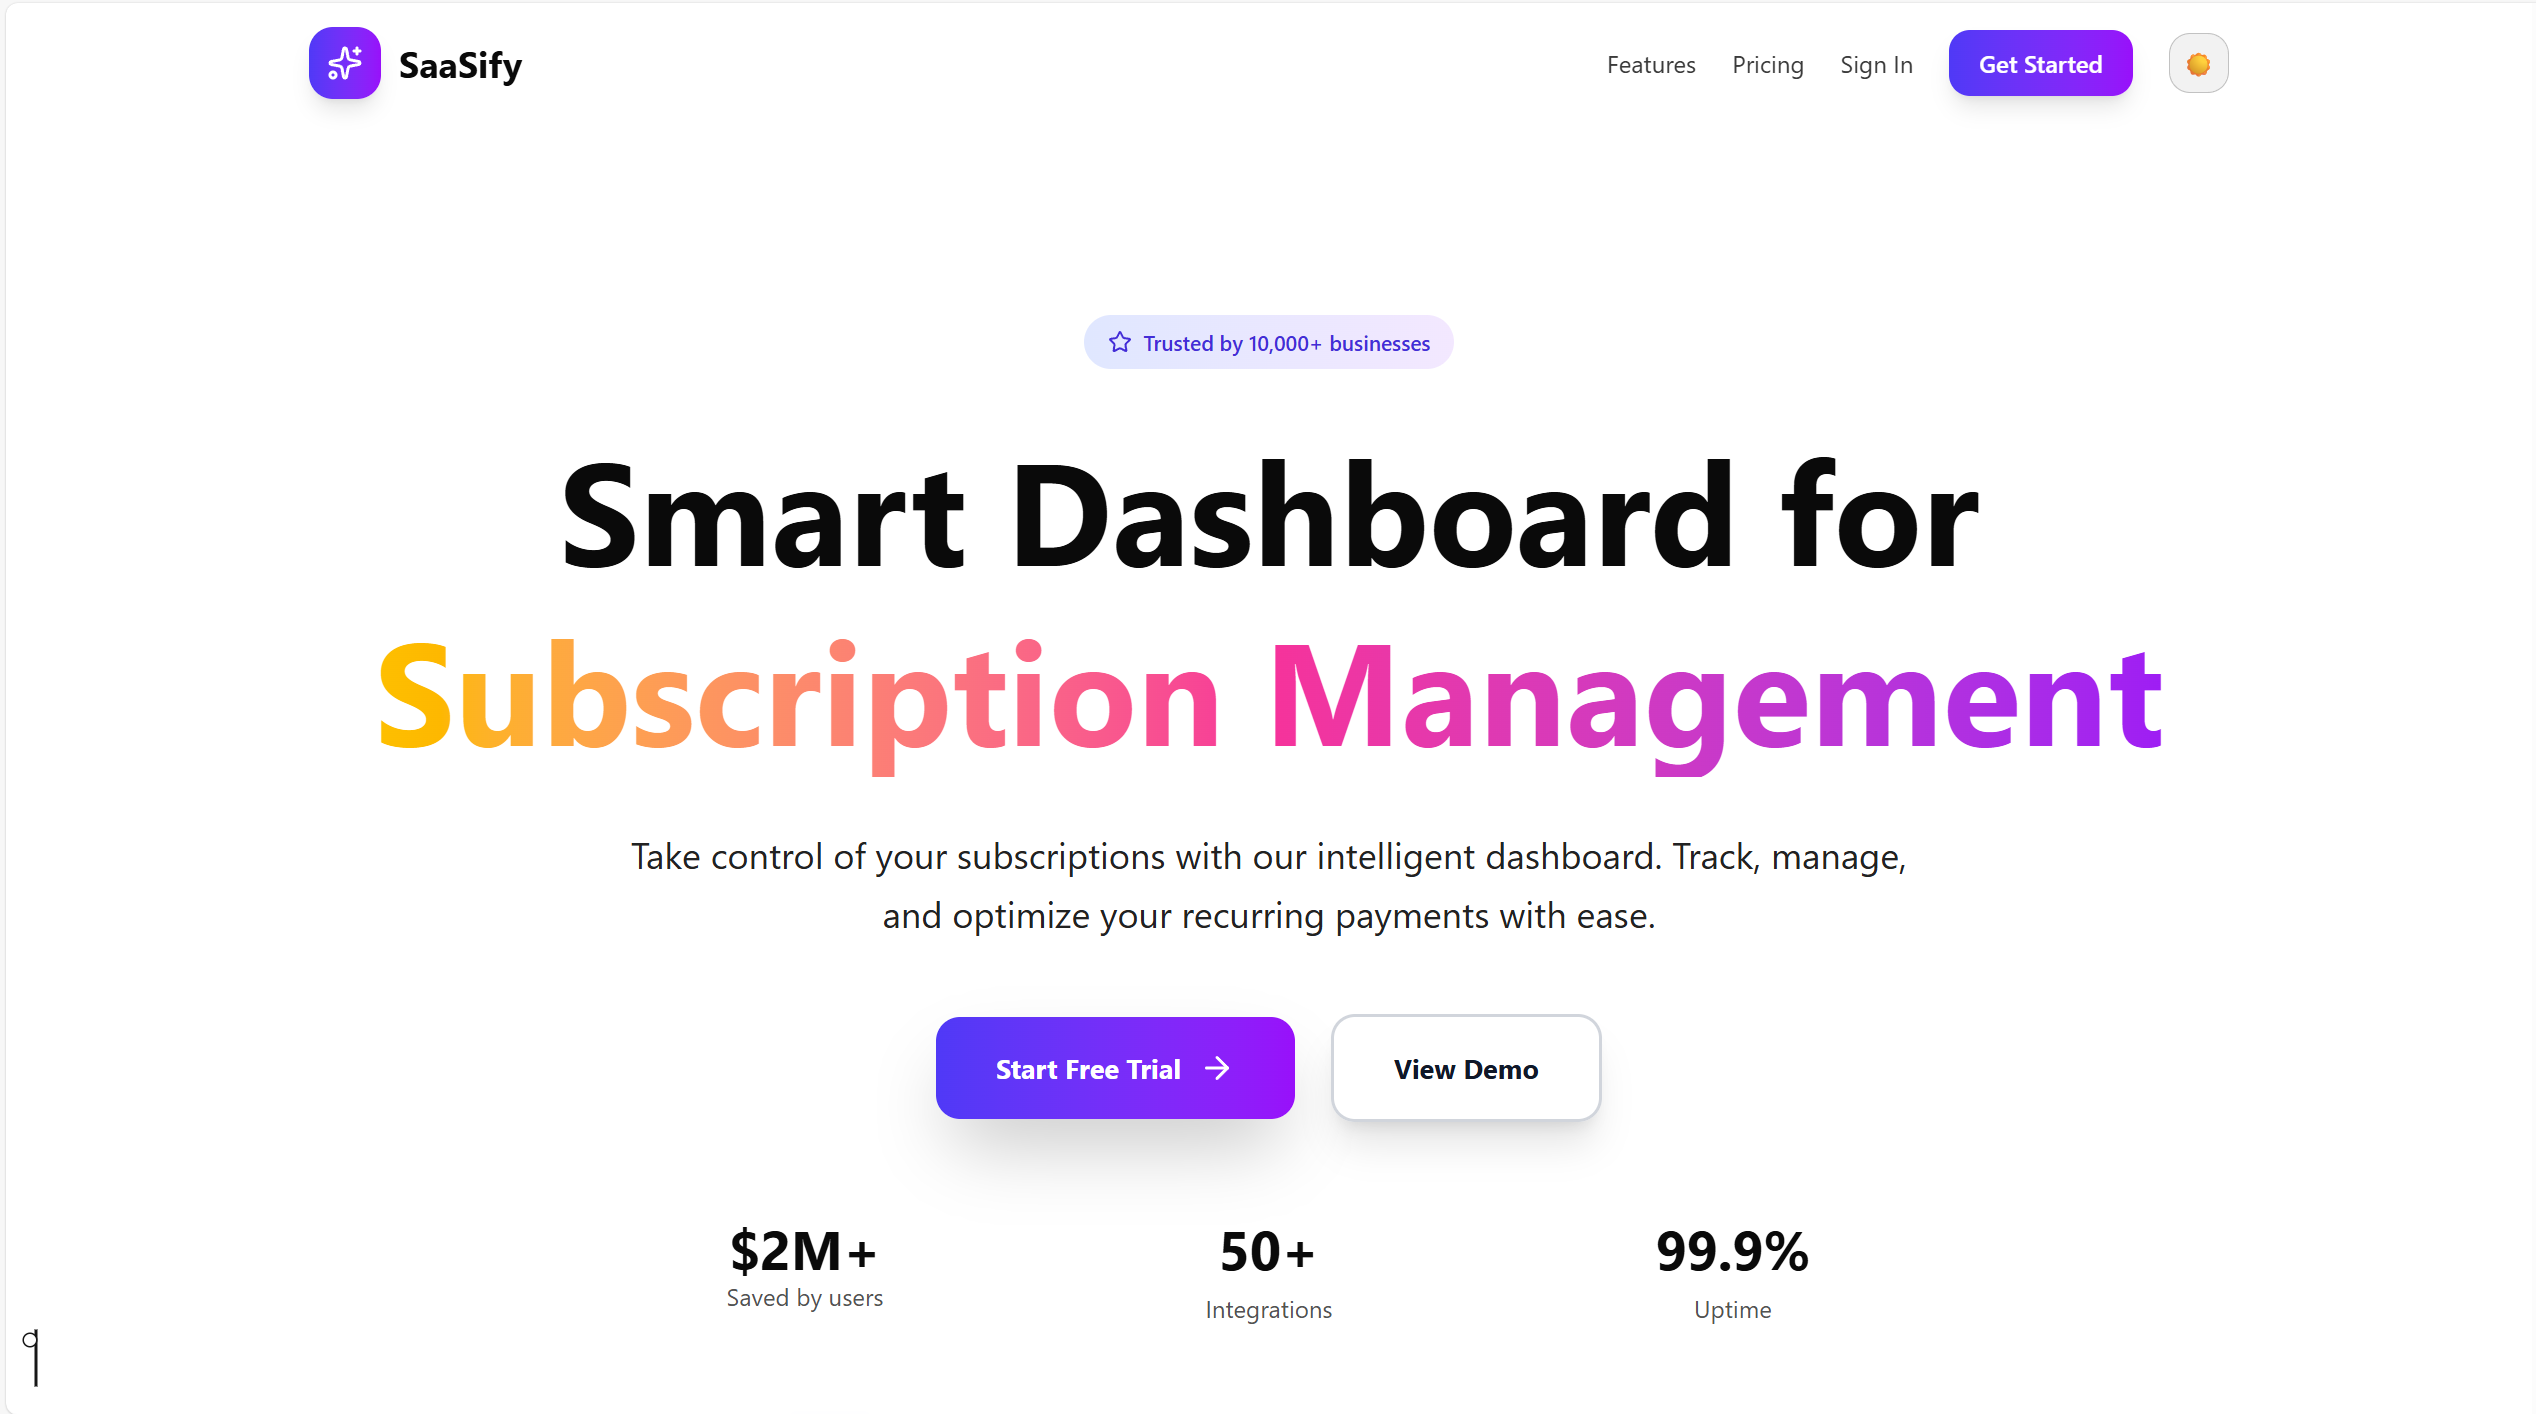 SaaSify
Features
Pricing
Sign In
Get Started
Trusted by 10,000+ businesses
Smart Dashboard for
Subscription Management
Take control of your subscriptions with our intelligent dashboard. Track, manage,
and optimize your recurring payments with ease.
Start Free Trial
View Demo
$2M+
Saved by users
50+
Integrations
99.9%
Uptime